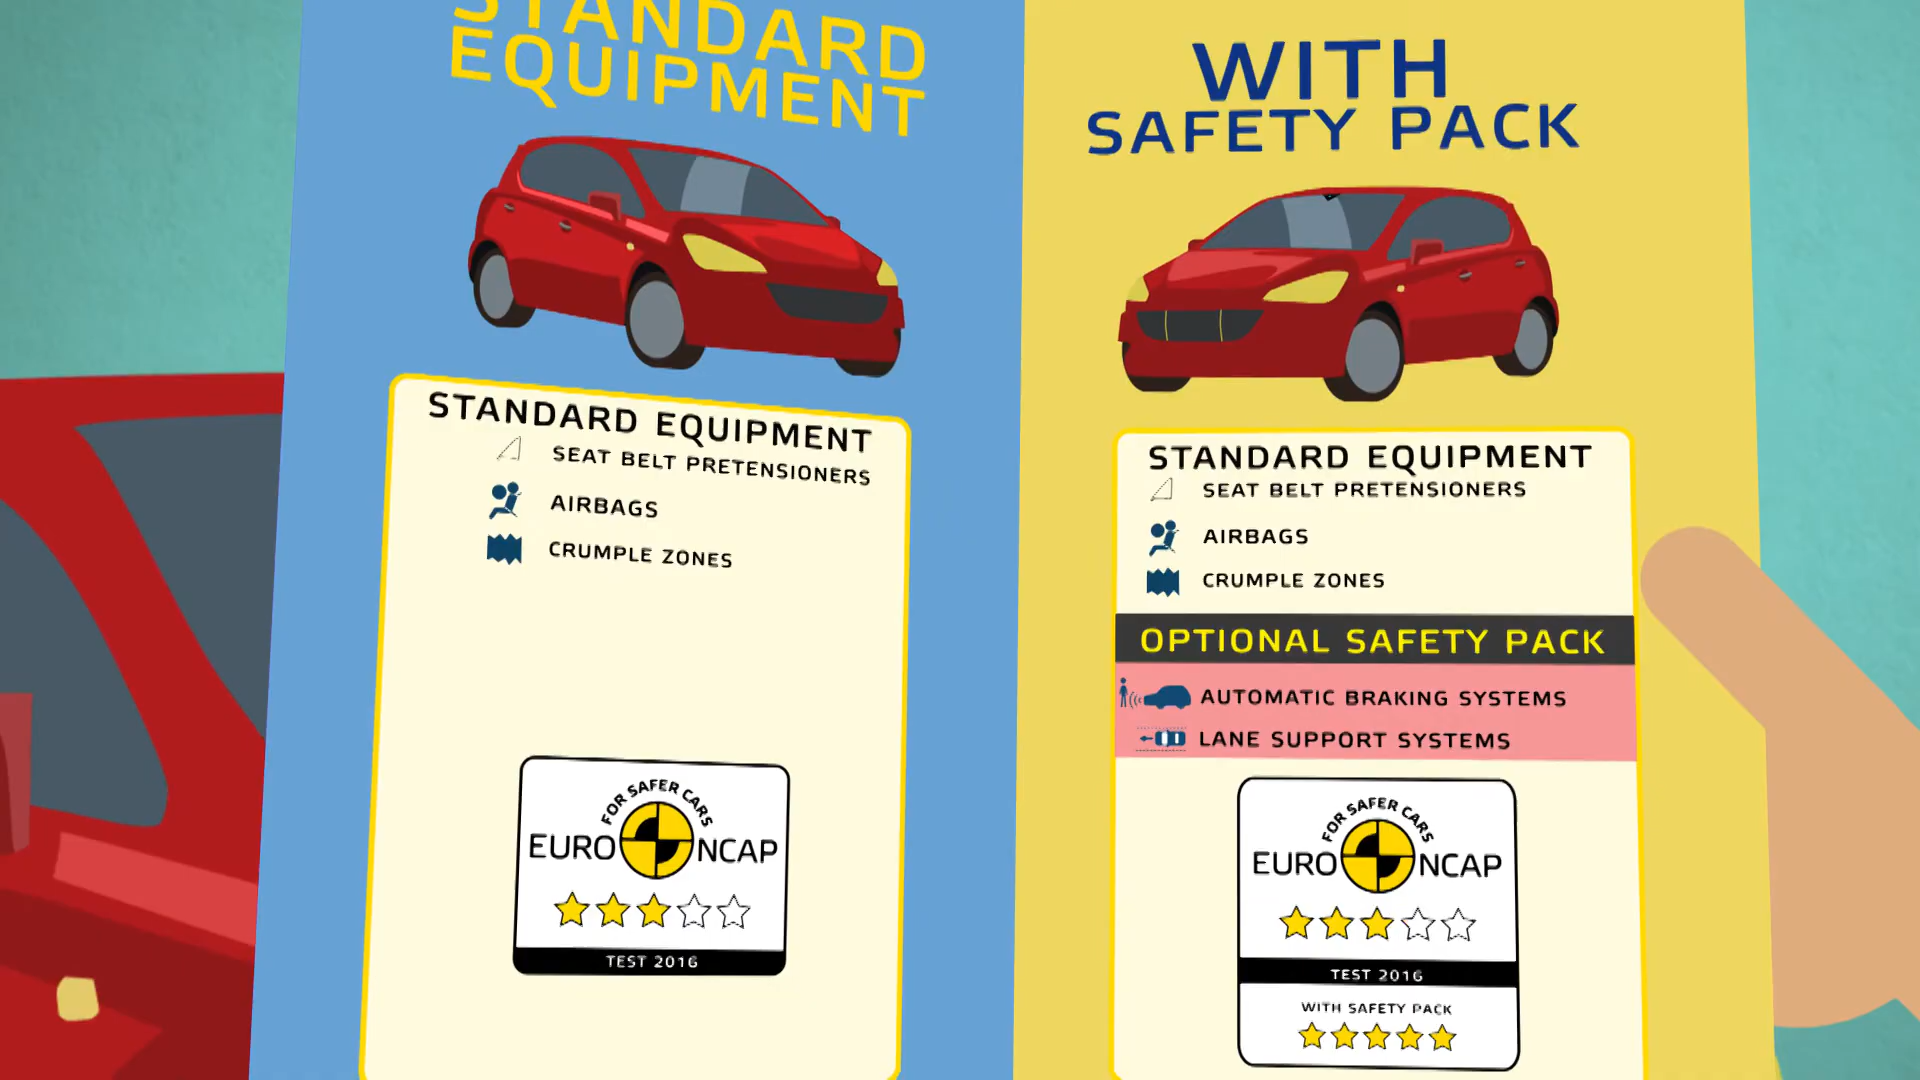 STANDARD
EQUIPMENT
STANDARD EQUIPMENT
SEAT BELT PRETENSIONERS
AIRBAGS
CRUMPLE ZONES
FOR SAFER CARS
EURO NCAP
TEST 2016
WITH
SAFETY PACK
STANDARD EQUIPMENT
SEAT BELT PRETENSIONERS
AIRBAGS
CRUMPLE ZONES
OPTIONAL SAFETY PACK
AUTOMATIC BRAKING SYSTEMS
LANE SUPPORT SYSTEMS
FOR SAFER CARS
EURO NCAP
TEST 2016
WITH SAFETY PACK